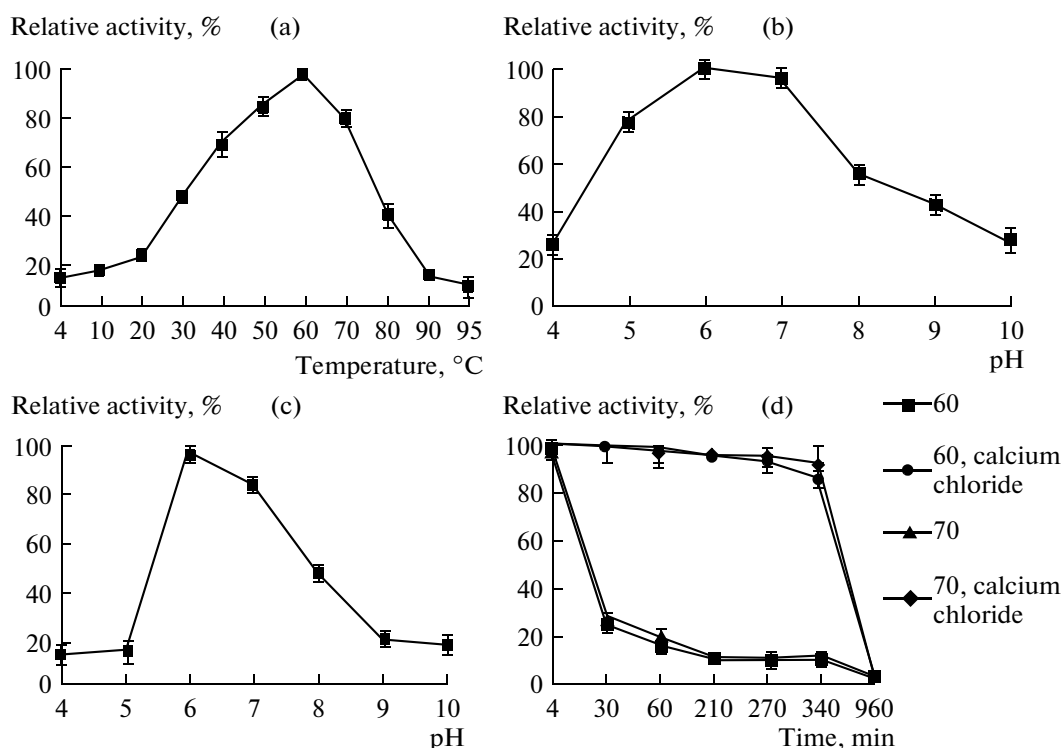 Relative activity, % (a)
100
80
60
40
20
0
4 10 20 30 40 50 60 70 80 90 95
Temperature, °C
Relative activity, % (b)
100
80
60
40
20
0
4 5 6 7 8 9 10
pH
Relative activity, % (c)
100
80
60
40
20
0
4 5 6 7 8 9 10
pH
Relative activity, % (d)
100
80
60
40
20
0
4 30 60 210 270 340 960
Time, min
60
60, calcium
chloride
70
70, calcium
chloride